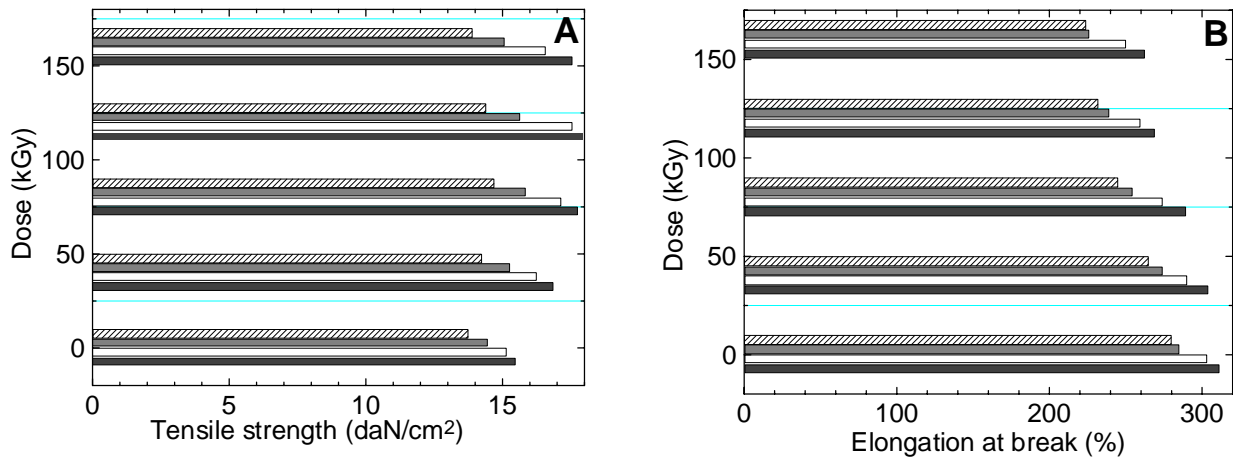 A
150
100
50
0
Dose (kGy)
0 5 10 15
Tensile strength (daN/cm²)
B
150
100
50
0
Dose (kGy)
0 100 200 300
Elongation at break (%)